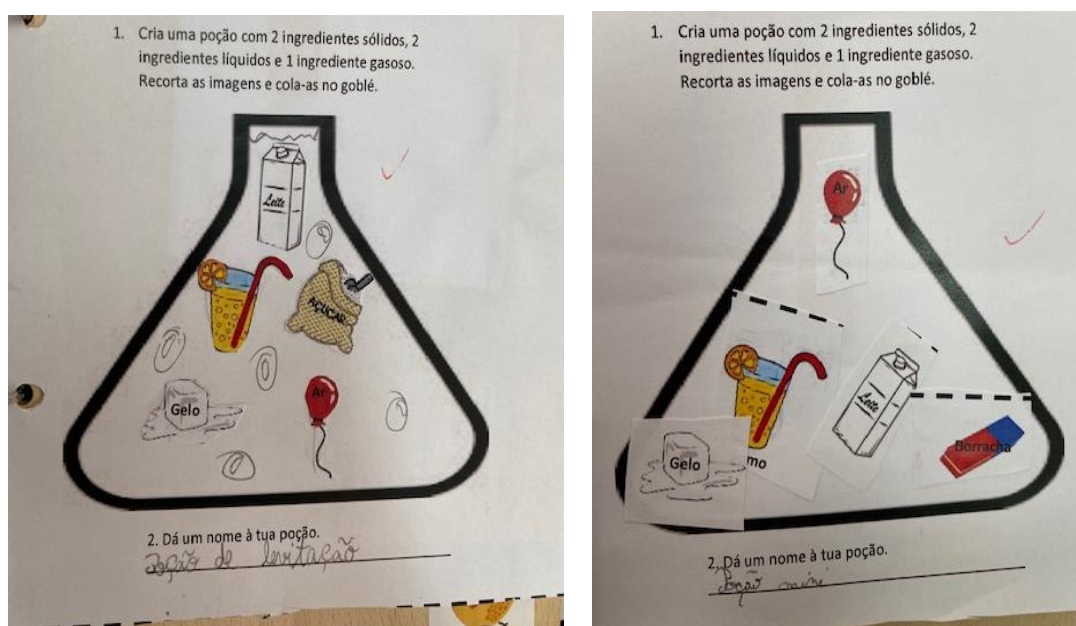 1. Cria uma poção com 2 ingredientes sólidos, 2
ingredientes líquidos e 1 ingrediente gasoso.
Recorta as imagens e cola-as no goblé.
Leite
AÇUCAR
Gelo
Ar
2. Dá um nome à tua poção.
Poção de levitação
1. Cria uma poção com 2 ingredientes sólidos, 2
ingredientes líquidos e 1 ingrediente gasoso.
Recorta as imagens e cola-as no goblé.
Ar
Leite
Borracha
Gelo
mo
2. Dá um nome à tua poção.
Poção mini